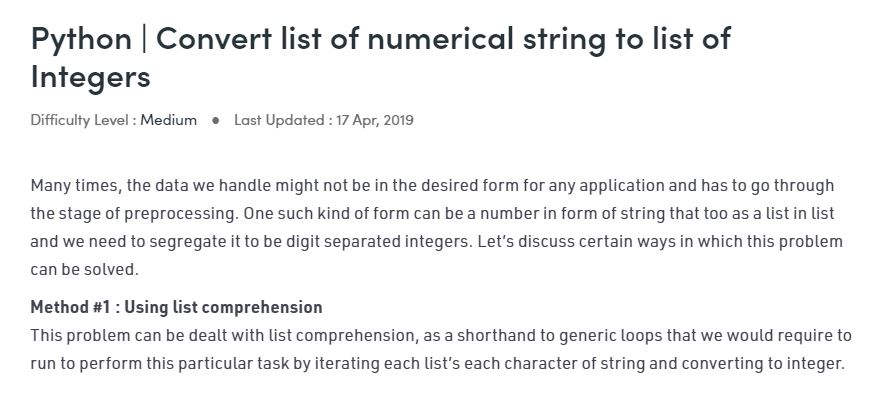 Python | Convert list of numerical string to list of
Integers
Difficulty Level : Medium ● Last Updated : 17 Apr, 2019
Many times, the data we handle might not be in the desired form for any application and has to go through
the stage of preprocessing. One such kind of form can be a number in form of string that too as a list in list
and we need to segregate it to be digit separated integers. Let’s discuss certain ways in which this problem
can be solved.
Method #1 : Using list comprehension
This problem can be dealt with list comprehension, as a shorthand to generic loops that we would require to
run to perform this particular task by iterating each list’s each character of string and converting to integer.